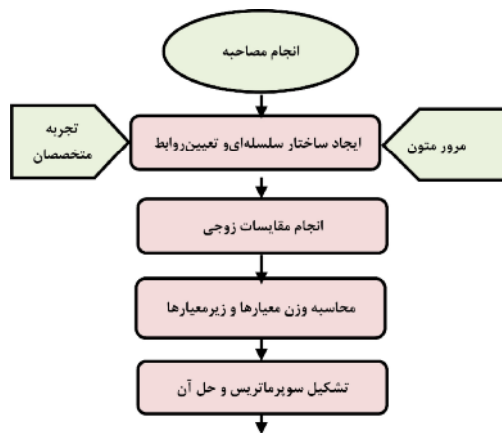 انجام مصاحبه
تجربه
متخصصان
ایجاد ساختار سلسله‌ای و تعیین‌روابط
مرور متون
انجام مقایسات زوجی
محاسبه وزن معیارها و زیرمعیارها
تشکیل سوپرماتریس و حل آن